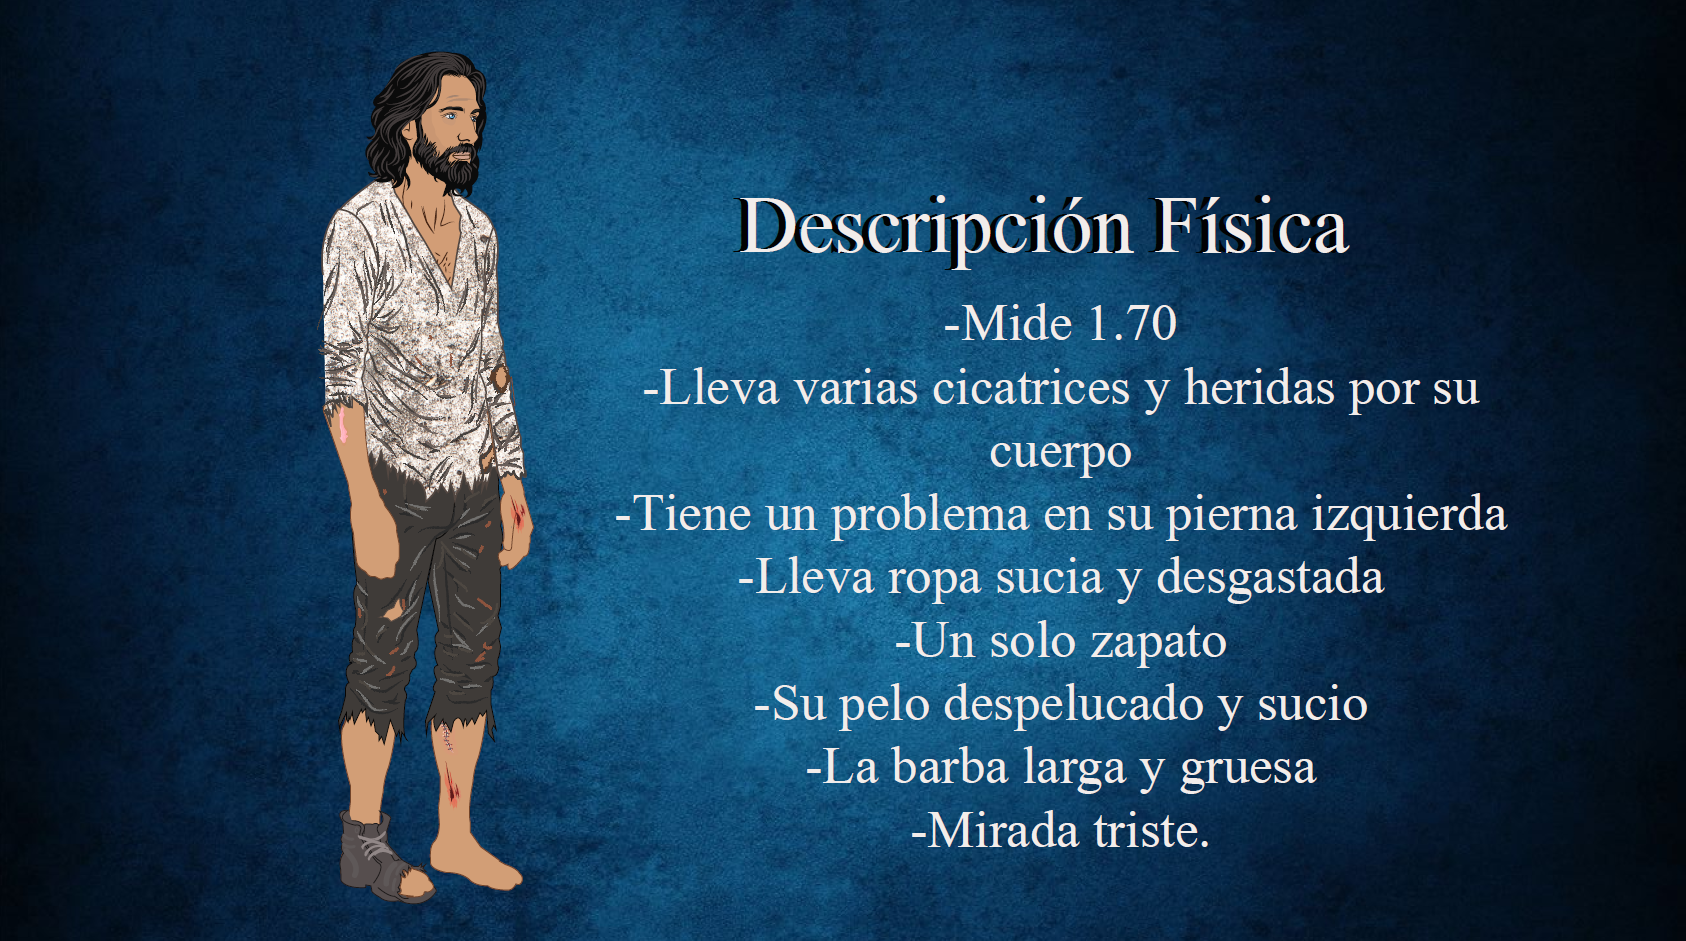 Descripción Física
-Mide 1.70
-Lleva varias cicatrices y heridas por su
cuerpo
-Tiene un problema en su pierna izquierda
-Lleva ropa sucia y desgastada
-Un solo zapato
-Su pelo despelucado y sucio
-La barba larga y gruesa
-Mirada triste.